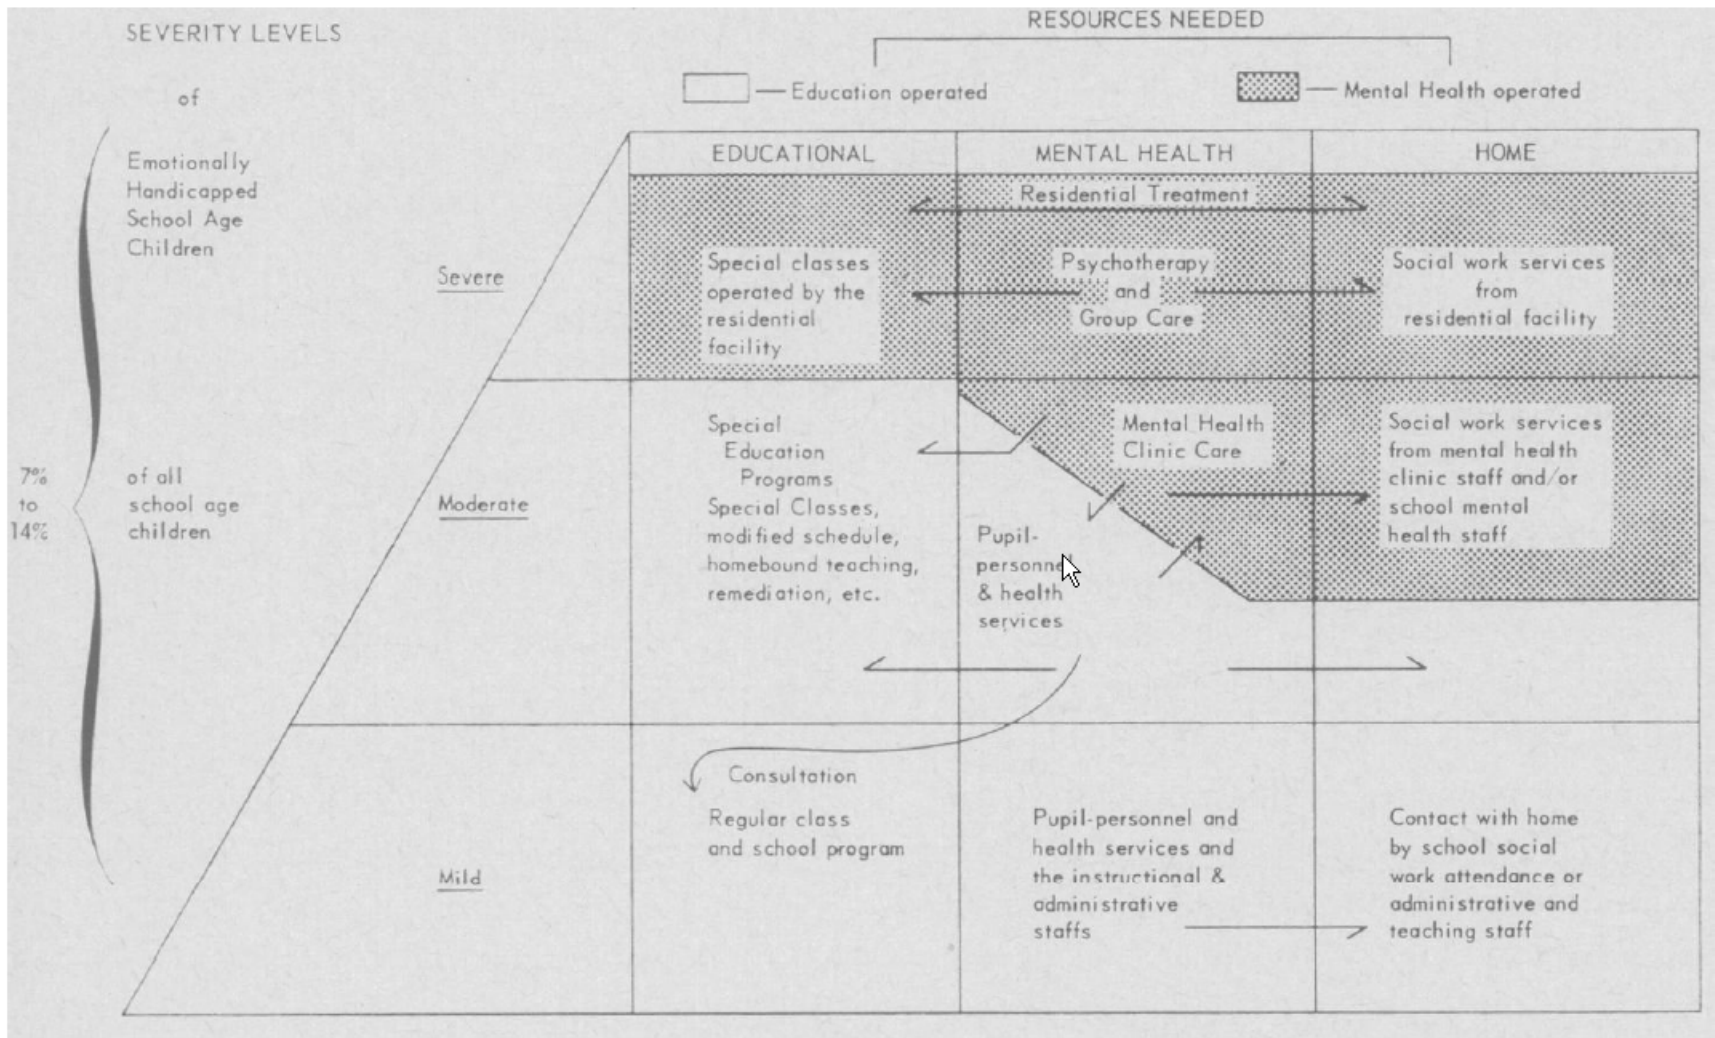 SEVERITY LEVELS
of
Emotionally
Handicapped
School Age
Children
7%
to
14%
of all
school age
children
RESOURCES NEEDED
Education operated
Mental Health operated
EDUCATIONAL
MENTAL HEALTH
HOME
Severe
Residential Treatment
Special classes
operated by the
residential
facility
Psychotherapy
and
Group Care
Social work services
from
residential facility
Moderate
Special
Education
Programs
Special Classes,
modified schedule,
homebound teaching,
remediation, etc.
Mental Health
Clinic Care
Pupil-
personne
& health
services
Social work services
from mental health
clinic staff and/or
school mental
health staff
Mild
Consultation
Regular class
and school program
Pupil-personnel and
health services and
the instructional &
administrative
staffs
Contact with home
by school social
work attendance or
administrative and
teaching staff